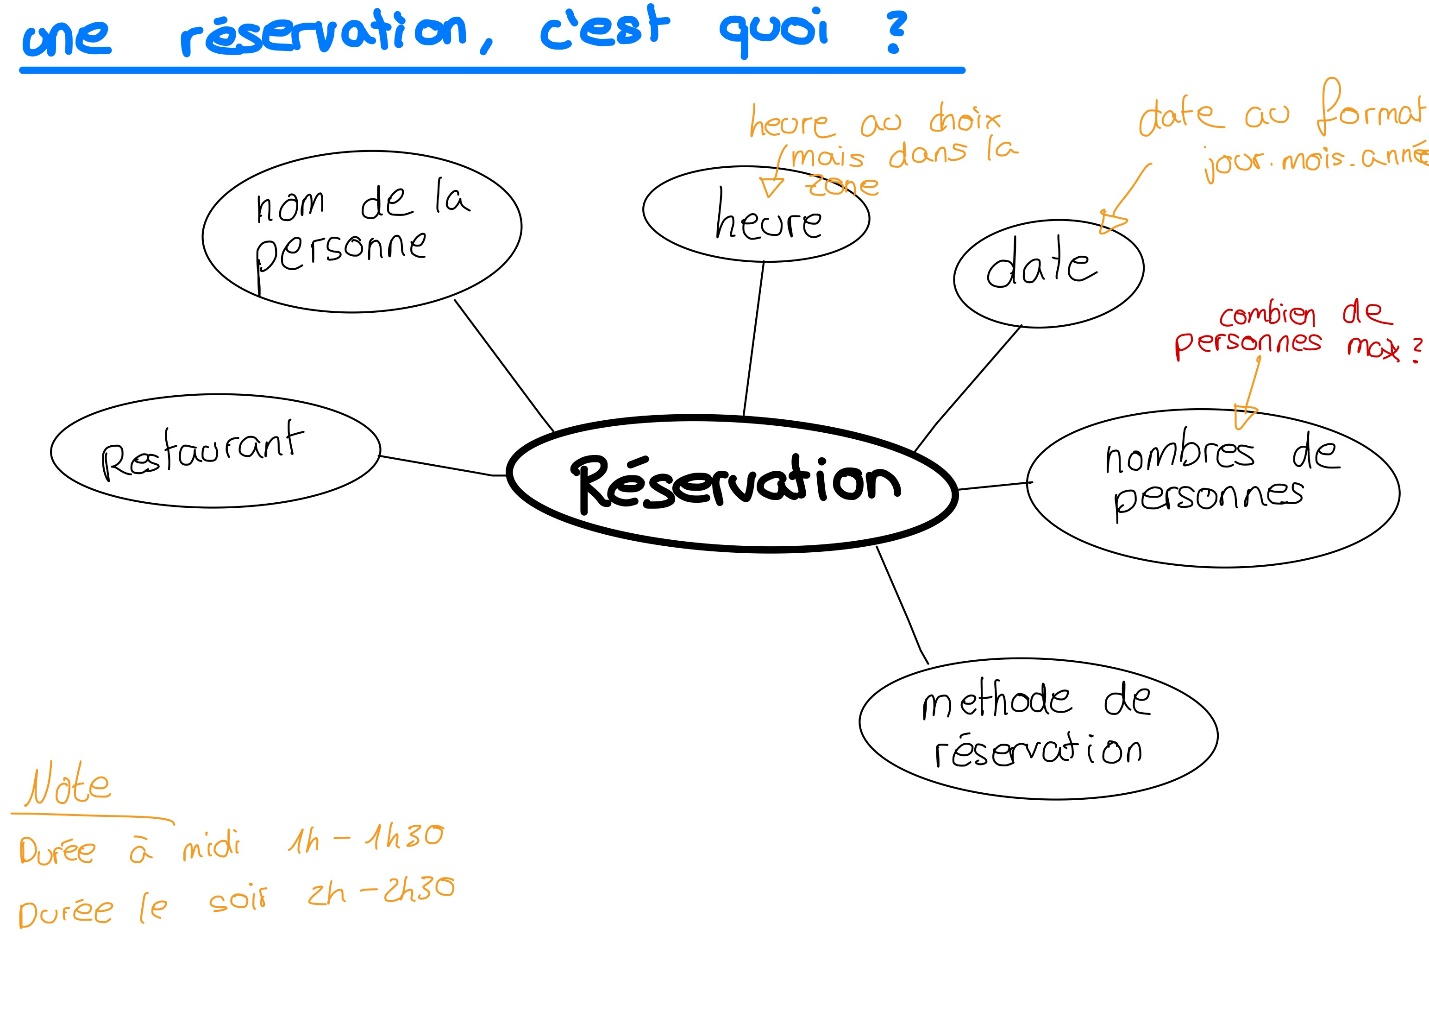 une réservation, c'est quoi ?
heure au choix
mais dans la
zone
date au format
jour.mois.anné
nom de la
personne
heure
date
combien de
personnes max ?
Restaurant
Réservation
nombres de
personnes
methode de
réservation
Note
Durée à midi 1h - 1h30
Durée le soir 2h - 2h30